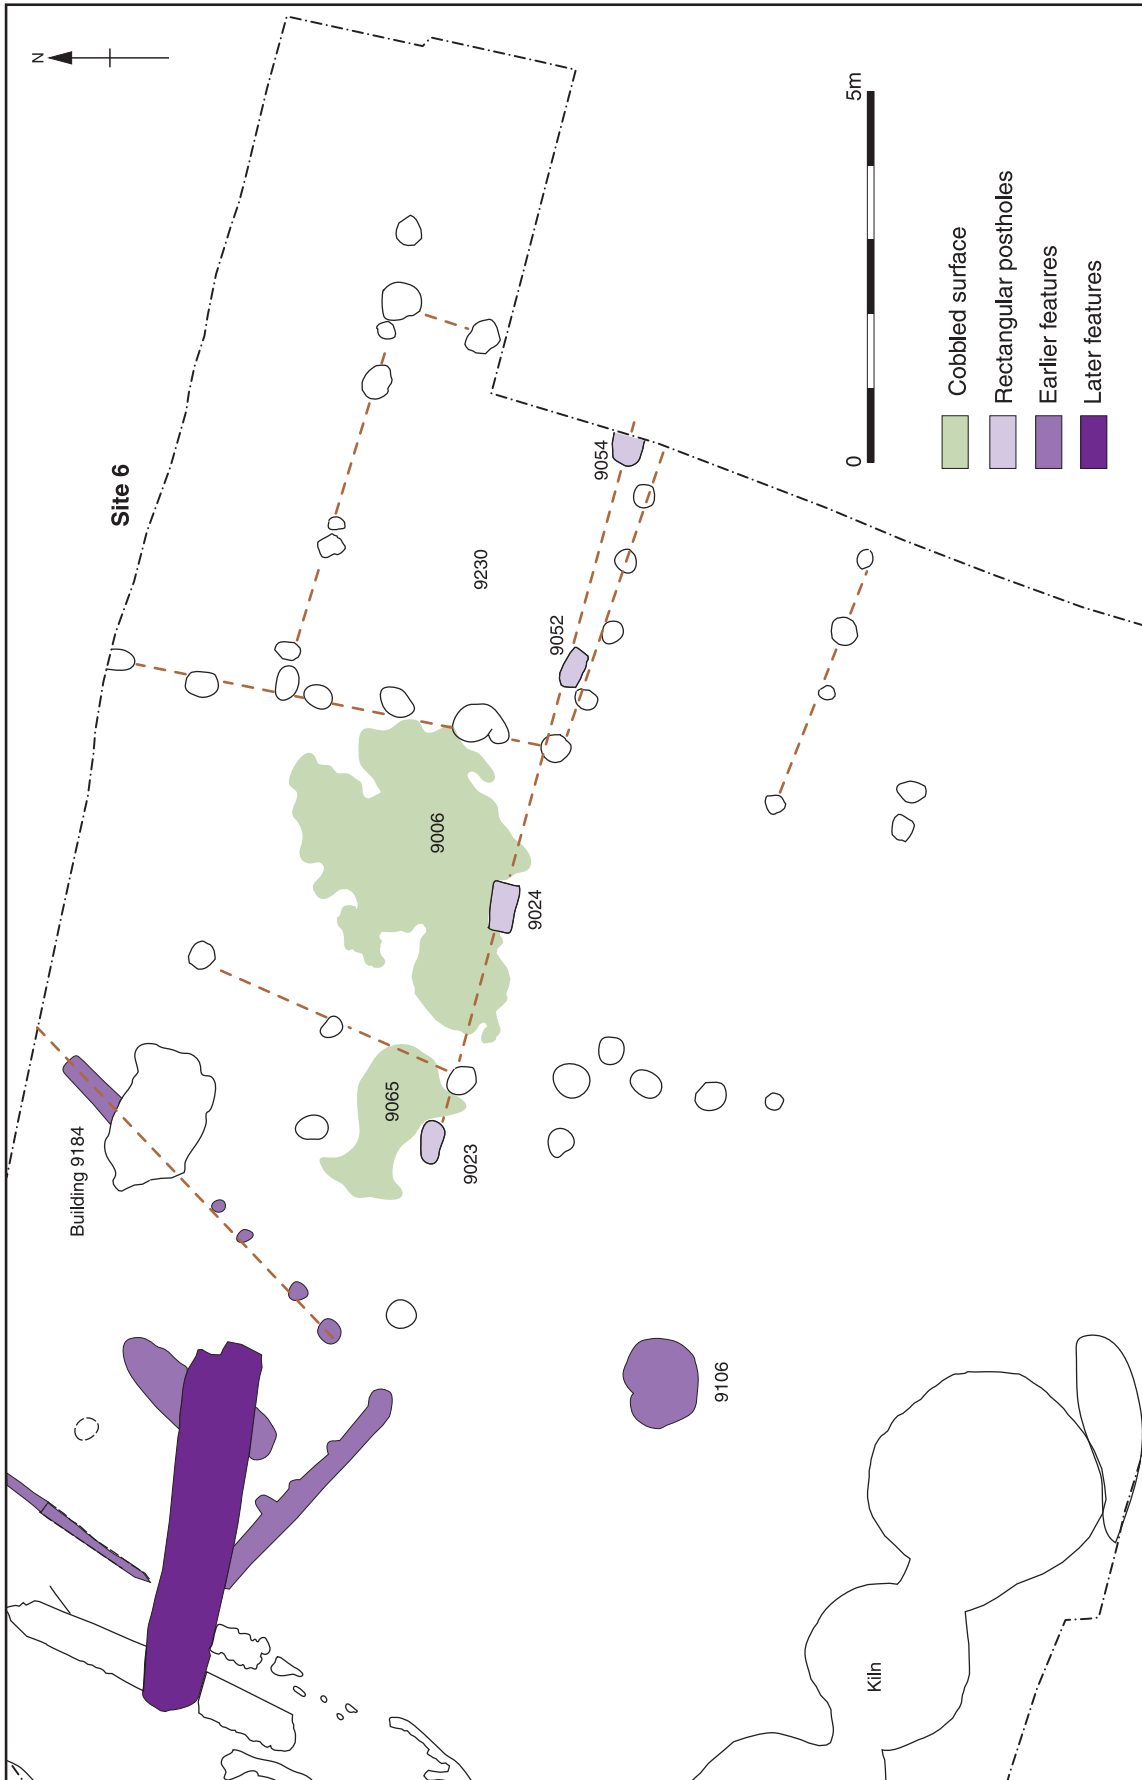 N
Site 6
Building 9184
9230
9054
9052
9006
9024
9065
9023
9106
Kiln
0
5m
Cobbled surface
Rectangular postholes
Earlier features
Later features